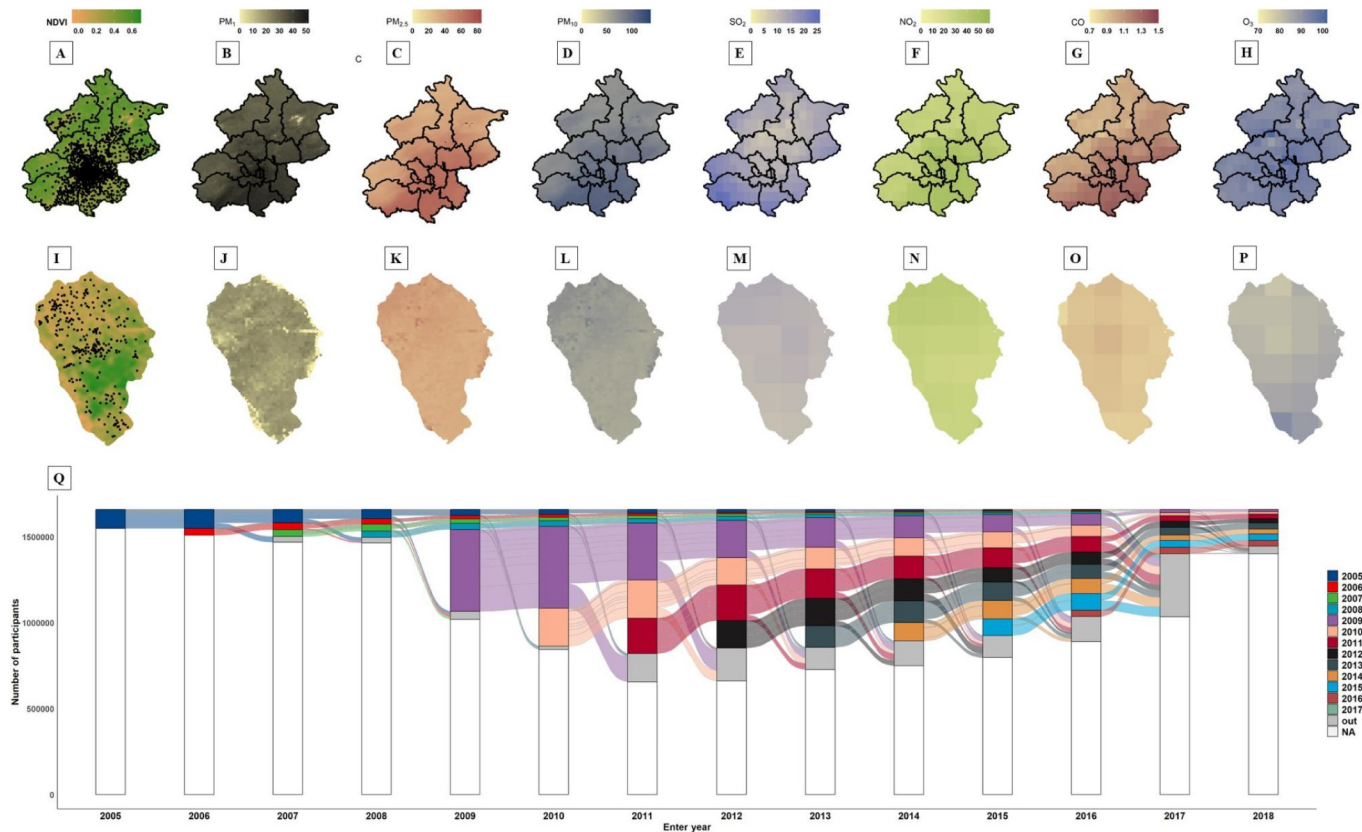 NDVI
0.0 0.2 0.4 0.6
PM1
0 10 20 30 40 50
PM2.5
0 20 40 60 80
PM10
0 50 100
SO2
0 5 10 15 20 25
NO2
0 10 20 30 40 50 60
CO
0.7 0.9 1.1 1.3 1.5
O3
70 80 90 100
A B C C D E F G H
I J K L M N O P
Q
Number of participants
1500000
1000000
500000
0
2005 2006 2007 2008 2009 2010 2011 2012 2013 2014 2015 2016 2017 2018
Enter year
2005
2006
2007
2008
2009
2010
2011
2012
2013
2014
2015
2016
2017
out
NA